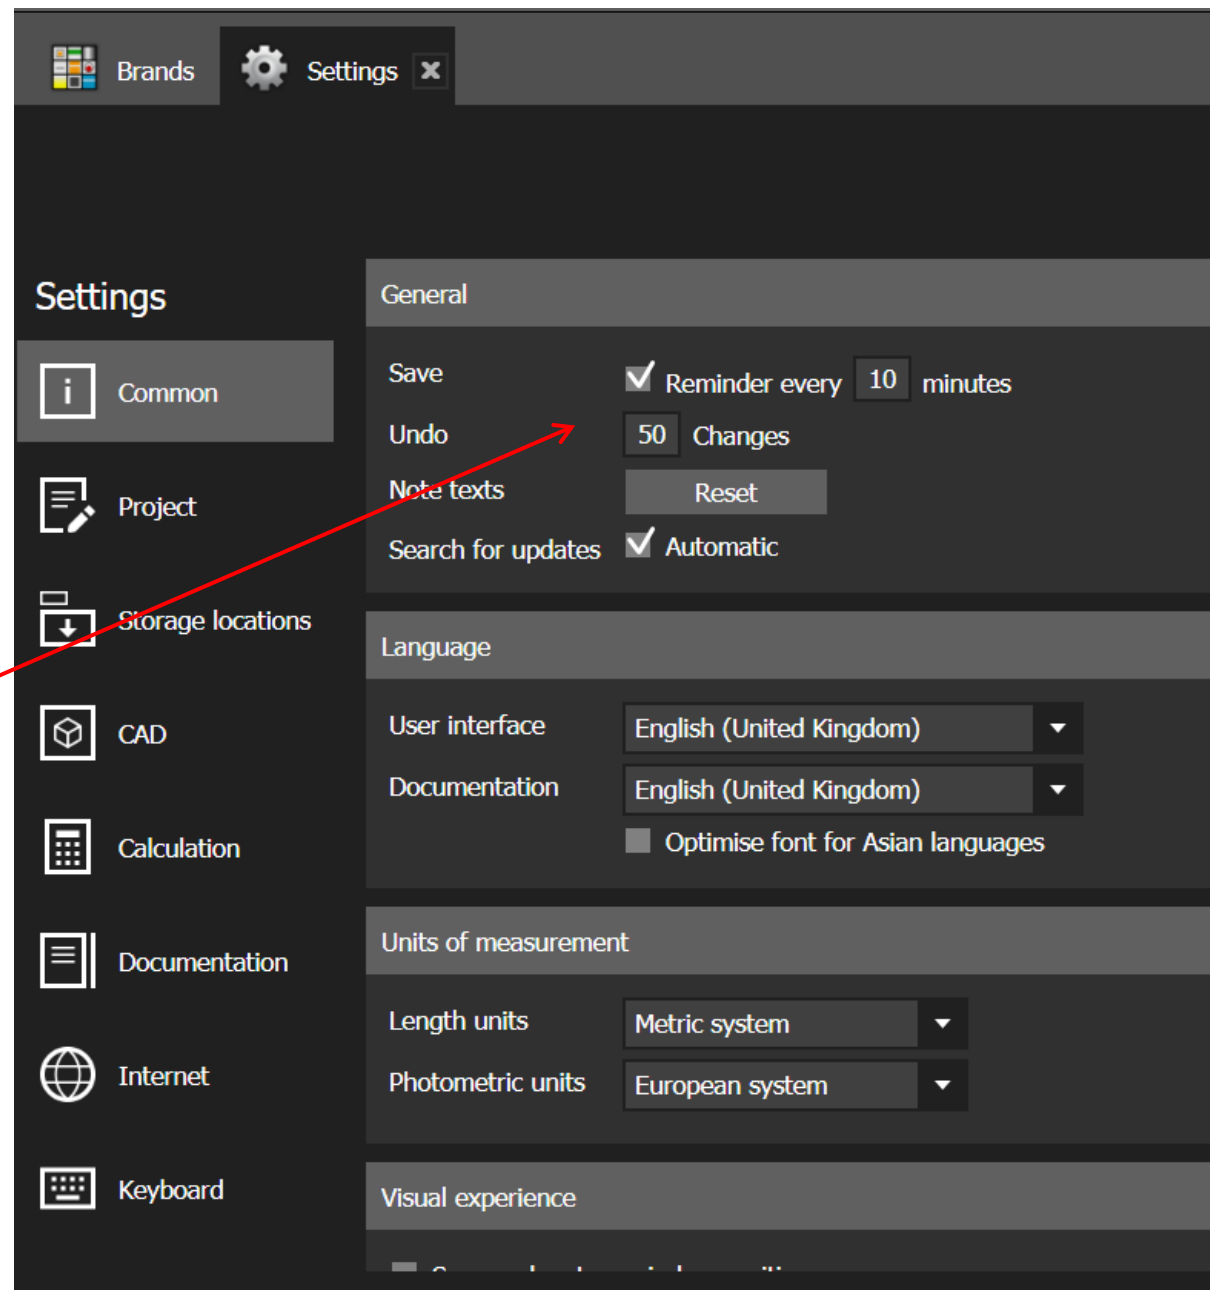 Brands
Settings
Settings
Common
Project
Storage locations
CAD
Calculation
Documentation
Internet
Keyboard
General
Save Reminder every 10 minutes
Undo 50 Changes
Note texts Reset
Search for updates Automatic
Language
User interface English (United Kingdom)
Documentation English (United Kingdom)
Optimise font for Asian languages
Units of measurement
Length units Metric system
Photometric units European system
Visual experience